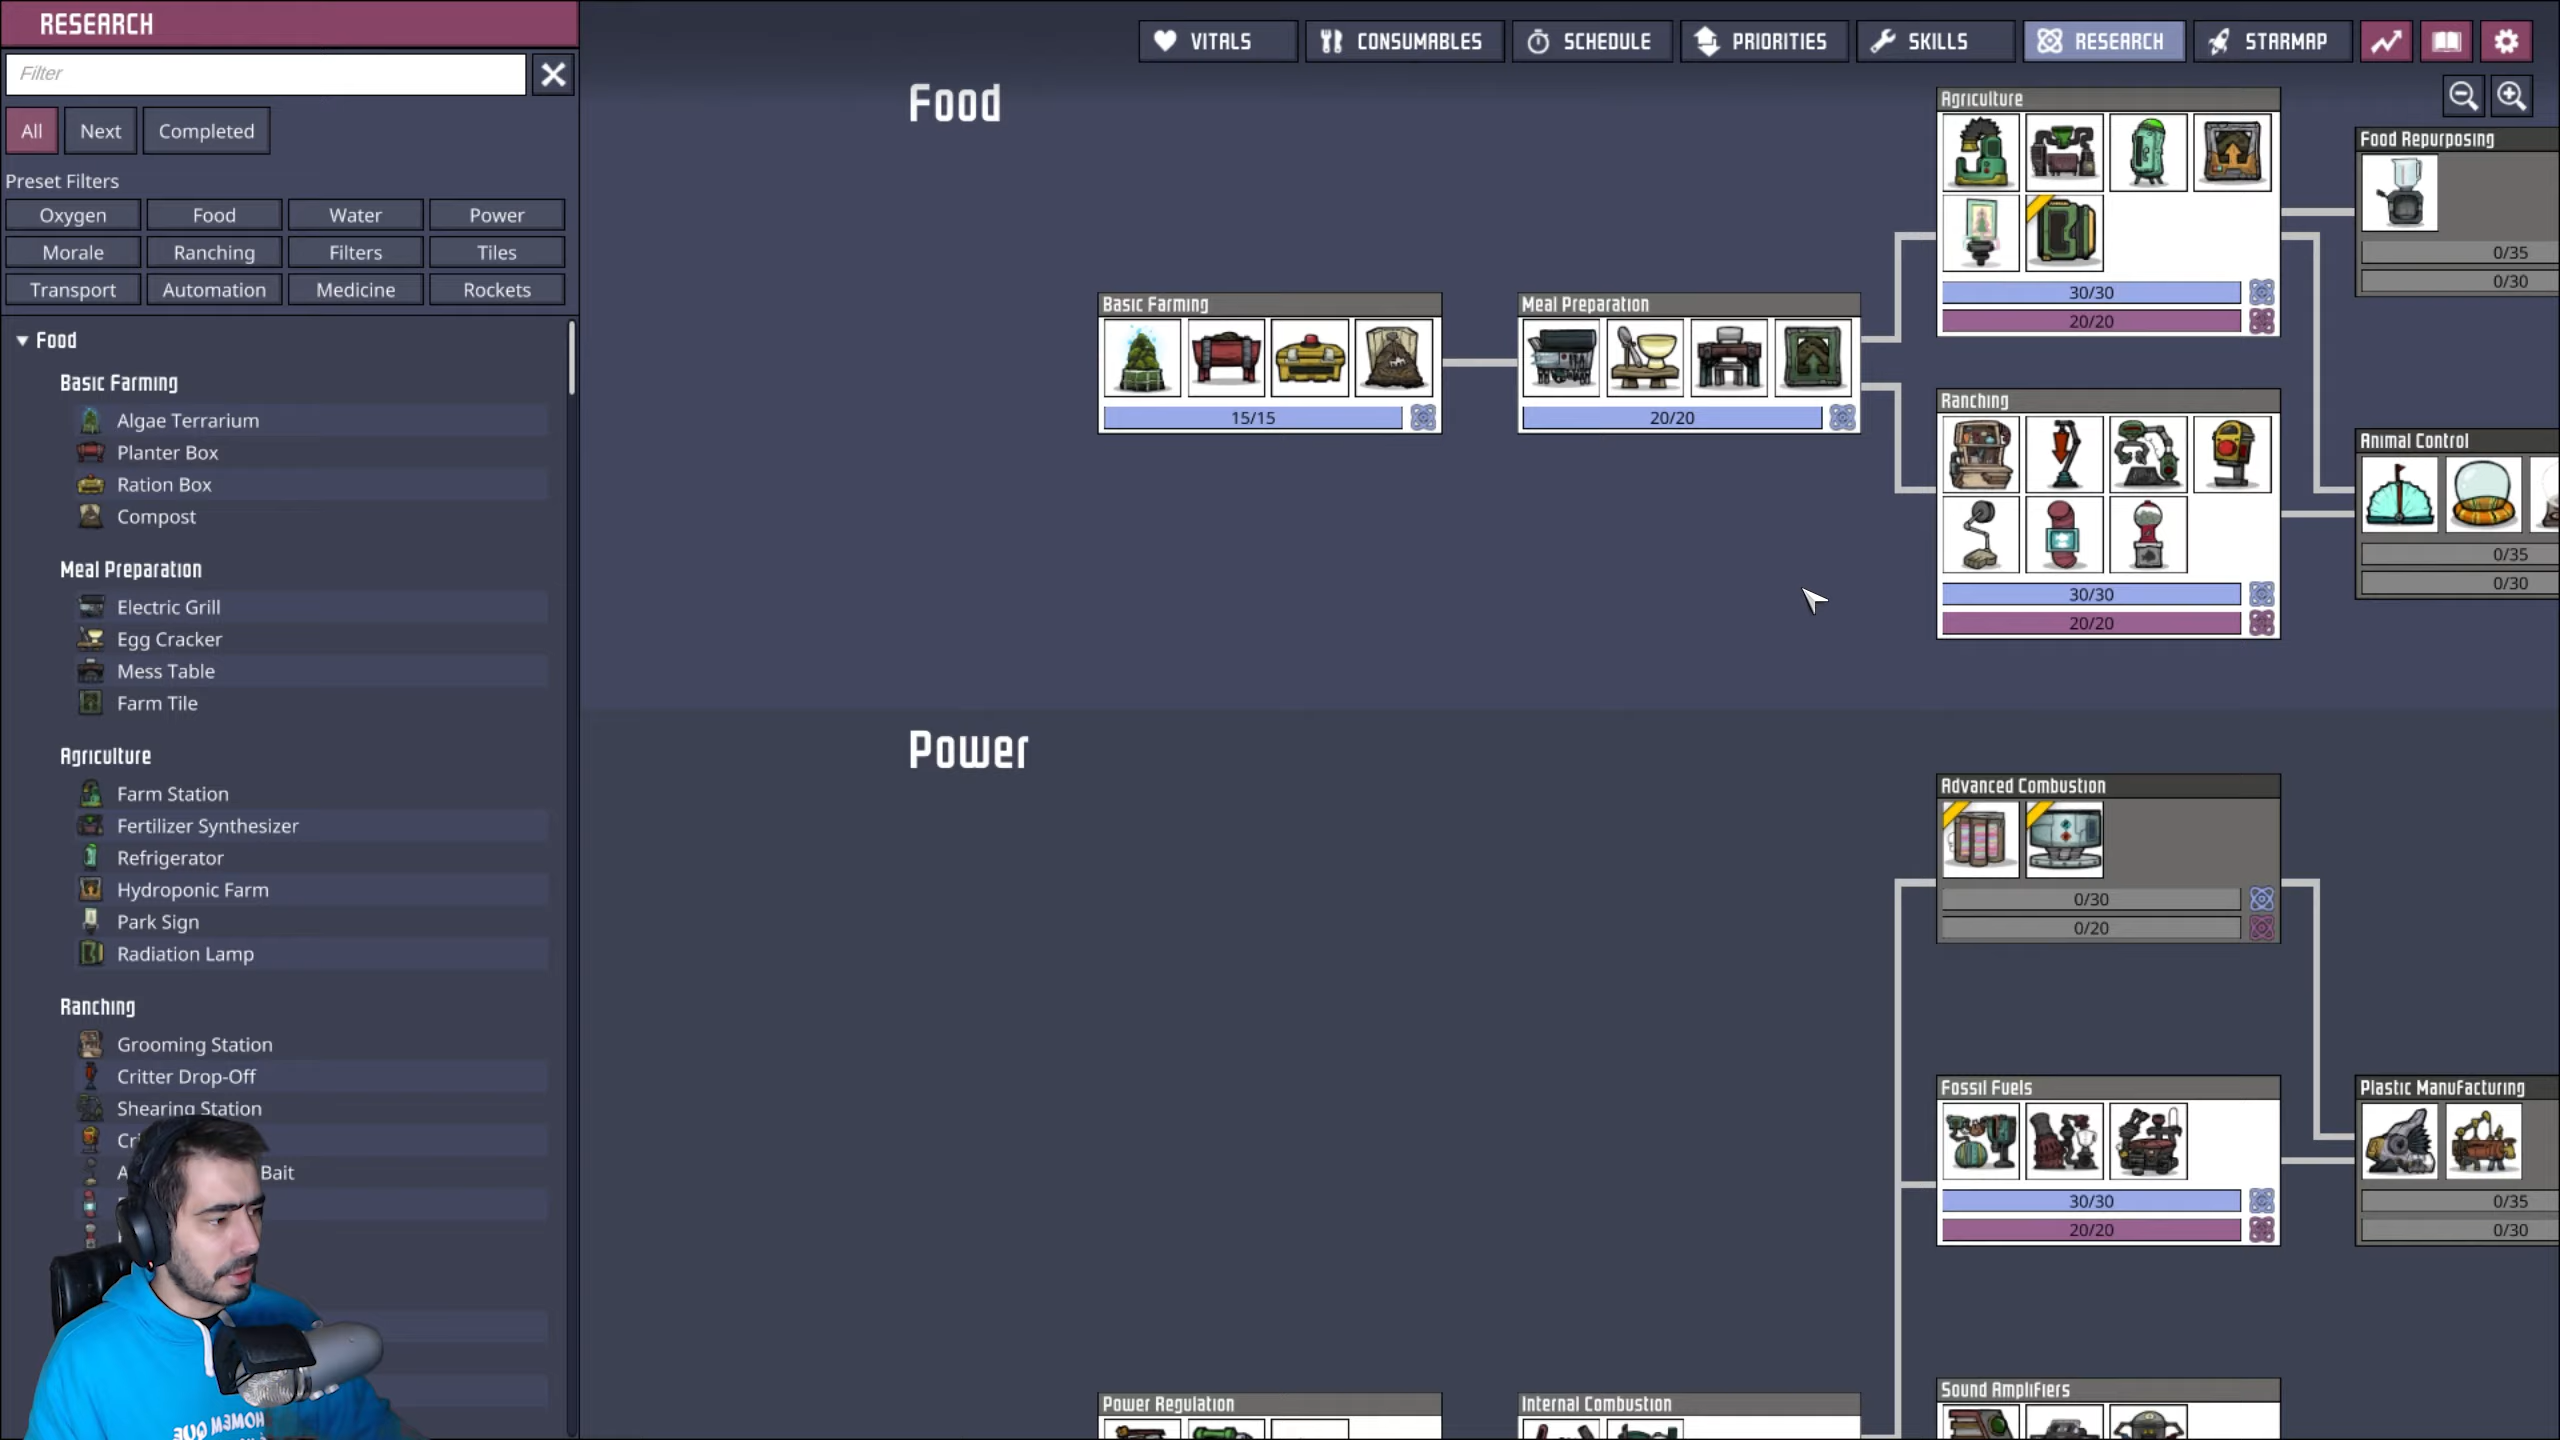 RESEARCH
VITALS
CONSUMABLES
SCHEDULE
PRIORITIES
SKILLS
RESEARCH
STARMAP
Filter
All
Next
Completed
Preset Filters
Oxygen
Food
Water
Power
Morale
Ranching
Filters
Tiles
Transport
Automation
Medicine
Rockets
Food
Basic Farming
Algae Terrarium
Planter Box
Ration Box
Compost
Meal Preparation
Electric Grill
Egg Cracker
Mess Table
Farm Tile
Agriculture
Farm Station
Fertilizer Synthesizer
Refrigerator
Hydroponic Farm
Park Sign
Radiation Lamp
Ranching
Grooming Station
Critter Drop-Off
Shearing Station
Bait
HOMEM QUE
Food
Basic Farming
15/15
Meal Preparation
20/20
Agriculture
30/30
20/20
Ranching
30/30
20/20
Food Repurposing
0/35
0/30
Animal Control
0/35
0/30
Power
Advanced Combustion
0/30
0/20
Fossil Fuels
30/30
20/20
Plastic Manufacturing
0/35
0/30
Power Regulation
Internal Combustion
Sound Amplifiers